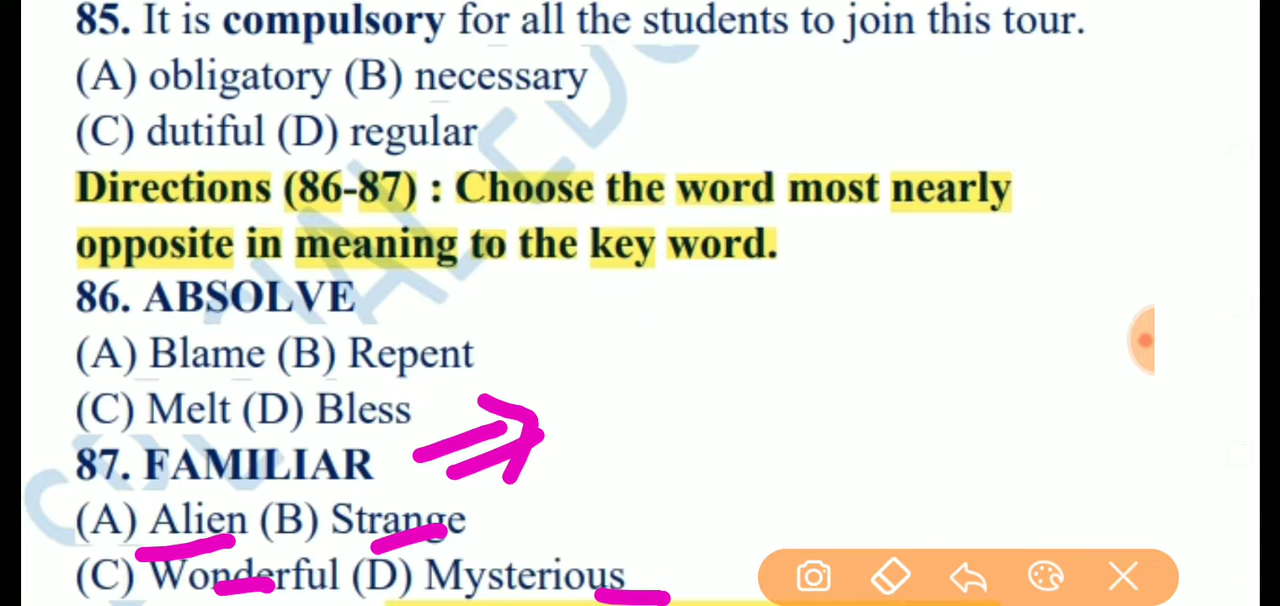 85. It is compulsory for all the students to join this tour.
(A) obligatory (B) necessary
(C) dutiful (D) regular
Directions (86-87) : Choose the word most nearly
opposite in meaning to the key word.
86. ABSOLVE
(A) Blame (B) Repent
(C) Melt (D) Bless
87. FAMILIAR
(A) Alien (B) Strange
(C) Wonderful (D) Mysterious